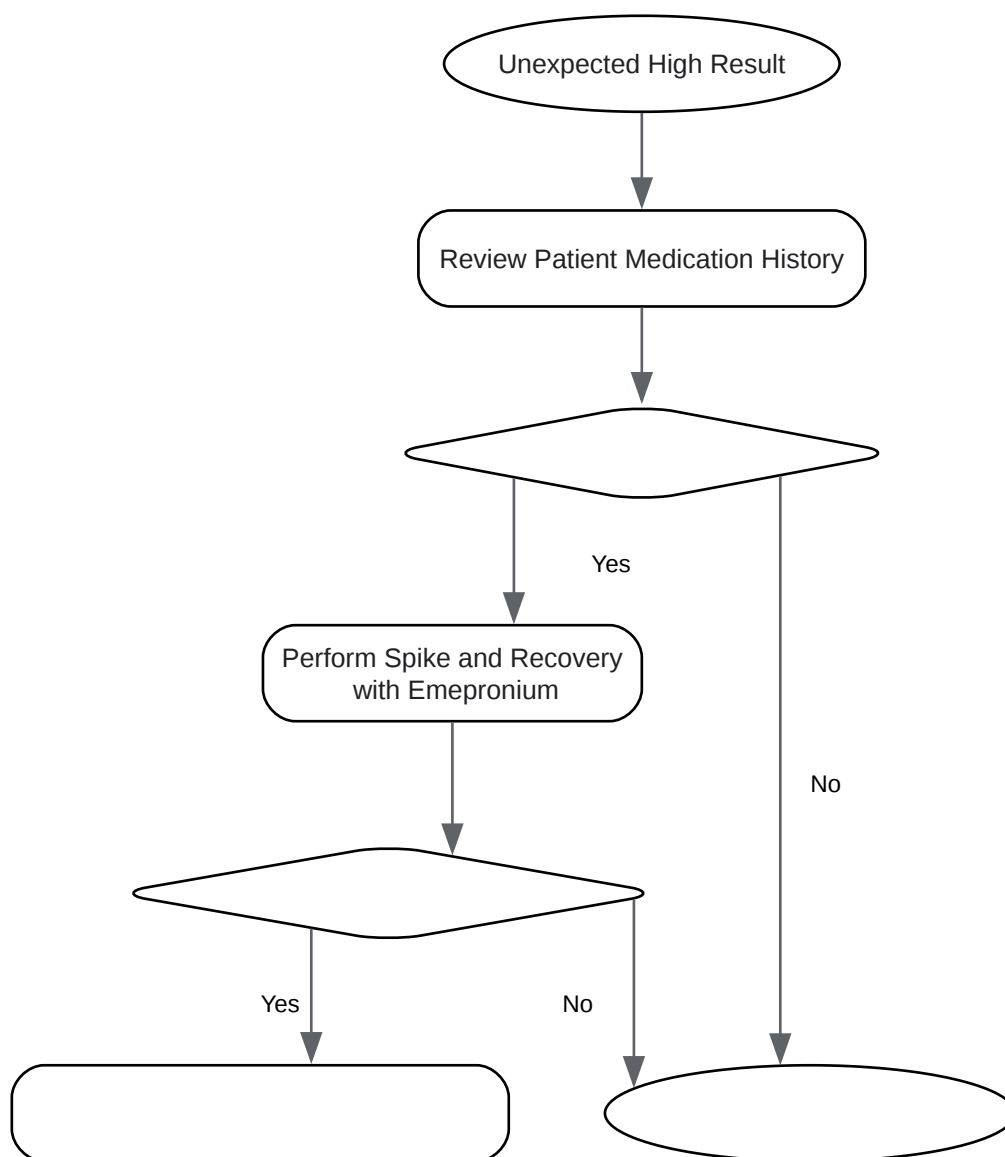 Unexpected High Result
Review Patient Medication History
Yes
Perform Spike and Recovery
with Emepronium
No
Yes
No